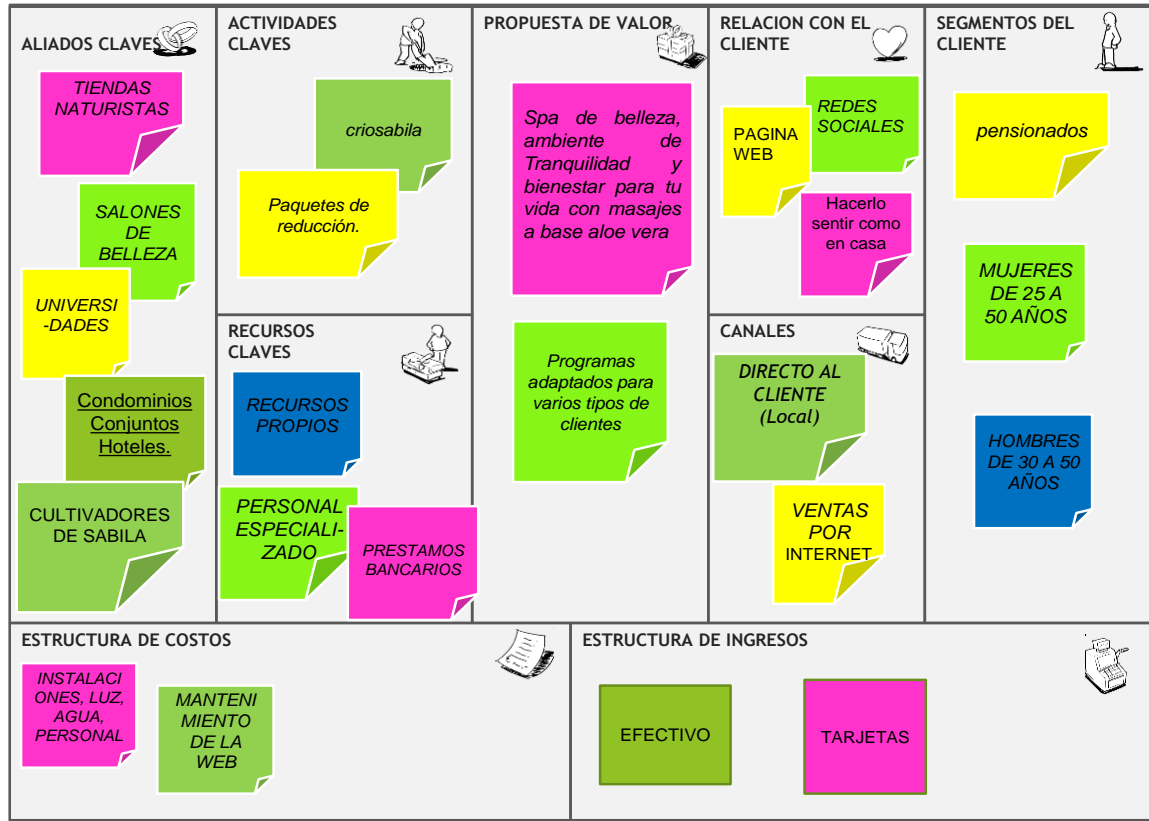 ALIADOS CLAVES
TIENDAS
NATURISTAS
SALONES
DE
BELLEZA
UNIVERSI
-DADES
Condominios
Conjuntos
Hoteles.
CULTIVADORES
DE SABILA
ACTIVIDADES
CLAVES
criosabila
Paquetes de
reducción.
RECURSOS
CLAVES
RECURSOS
PROPIOS
PERSONAL
ESPECIALI-
ZADO
PRESTAMOS
BANCARIOS
PROPUESTA DE VALOR
Spa de belleza,
ambiente de
Tranquilidad y
bienestar para tu
vida con masajes
a base aloe vera
Programas
adaptados para
varios tipos de
clientes
RELACION CON EL
CLIENTE
REDES
SOCIALES
PAGINA
WEB
Hacerlo
sentir como
en casa
CANALES
DIRECTO AL
CLIENTE
(Local)
VENTAS
POR
INTERNET
SEGMENTOS DEL
CLIENTE
pensionados
MUJERES
DE 25 A
50 AÑOS
HOMBRES
DE 30 A 50
AÑOS
ESTRUCTURA DE COSTOS
INSTALACI
ONES, LUZ,
AGUA,
PERSONAL
MANTENI
MIENTO
DE LA
WEB
ESTRUCTURA DE INGRESOS
EFECTIVO
TARJETAS